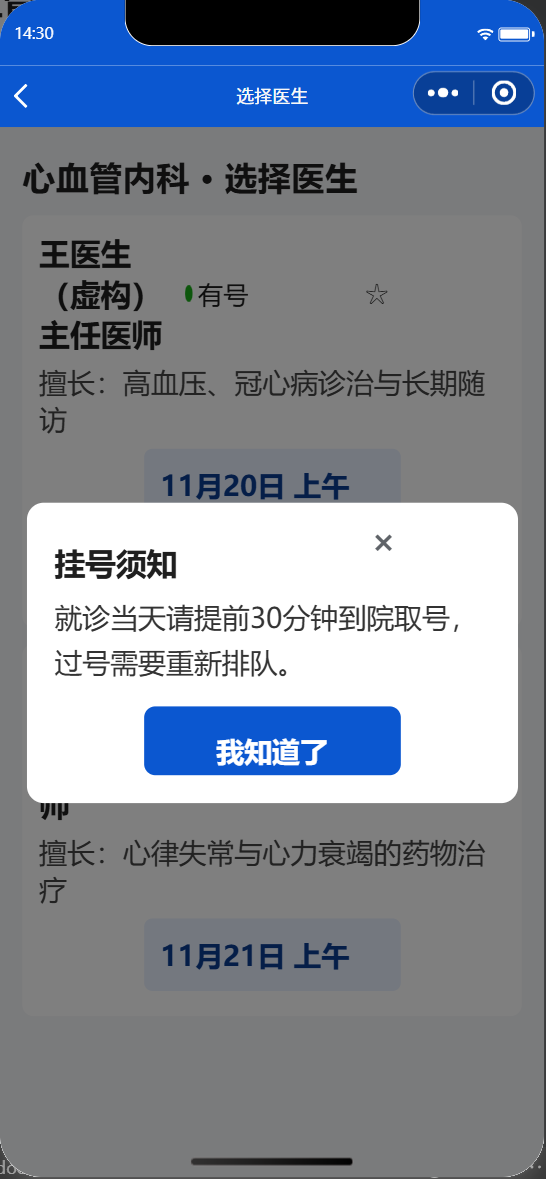 14:30
选择医生
心血管内科·选择医生
王医生
（虚构）
有号
☆
主任医师
擅长：高血压、冠心病诊治与长期随
访
11月20日 上午
×
挂号须知
就诊当天请提前30分钟到院取号，
过号需要重新排队。
我知道了
师
擅长：心律失常与心力衰竭的药物治
疗
11月21日 上午